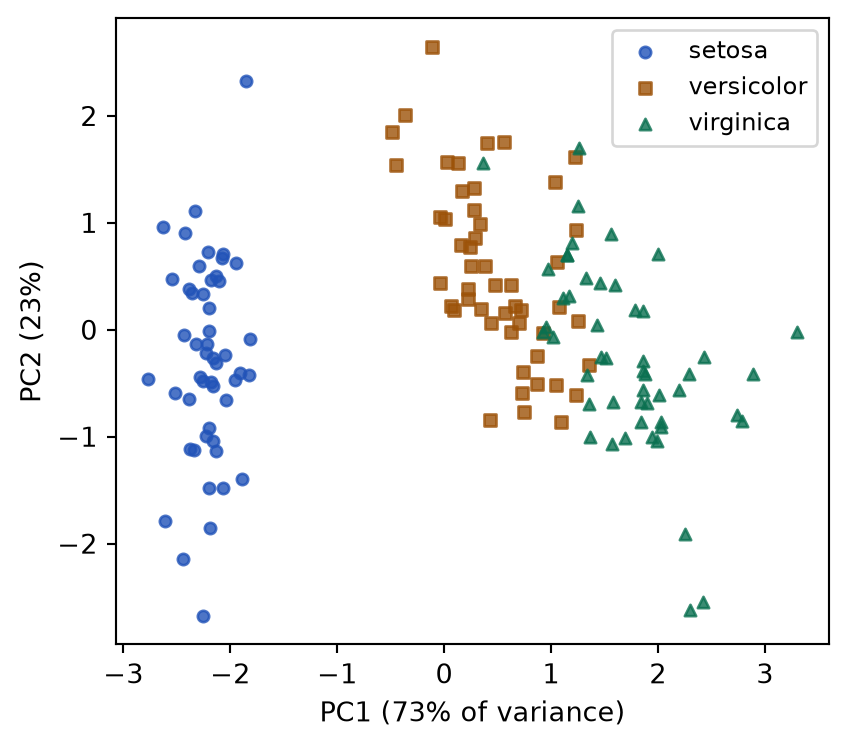 setosa
versicolor
virginica
2
1
0
−1
−2
PC2 (23%)
−3 −2 −1 0 1 2 3
PC1 (73% of variance)